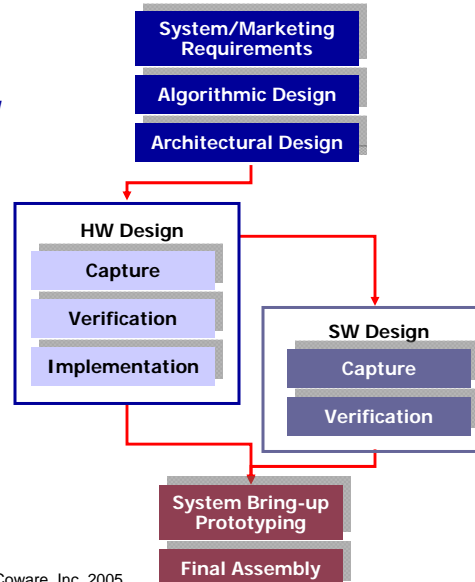 System/Marketing
Requirements
Algorithmic Design
Architectural Design
HW Design
Capture
Verification
Implementation
SW Design
Capture
Verification
System Bring-up
Prototyping
Final Assembly
Coware, Inc. 2005